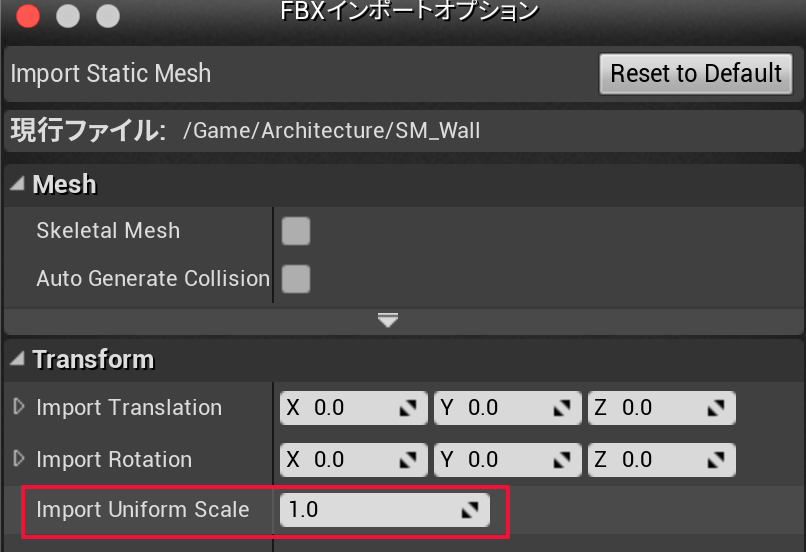 FBXインポートオプション
Import Static Mesh
Reset to Default
現行ファイル: /Game/Architecture/SM_Wall
Mesh
Skeletal Mesh
Auto Generate Collision
Transform
Import Translation X 0.0 Y 0.0 Z 0.0
Import Rotation X 0.0 Y 0.0 Z 0.0
Import Uniform Scale 1.0